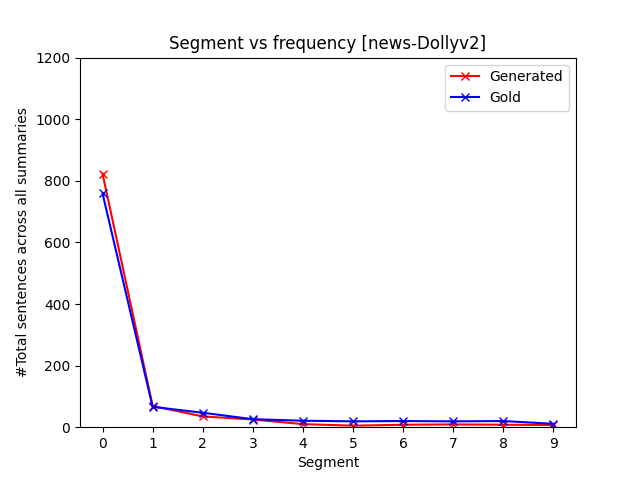 Segment vs frequency [news-Dollyv2]
Generated
Gold
#Total sentences across all summaries
1200
1000
800
600
400
200
0
0 1 2 3 4 5 6 7 8 9
Segment